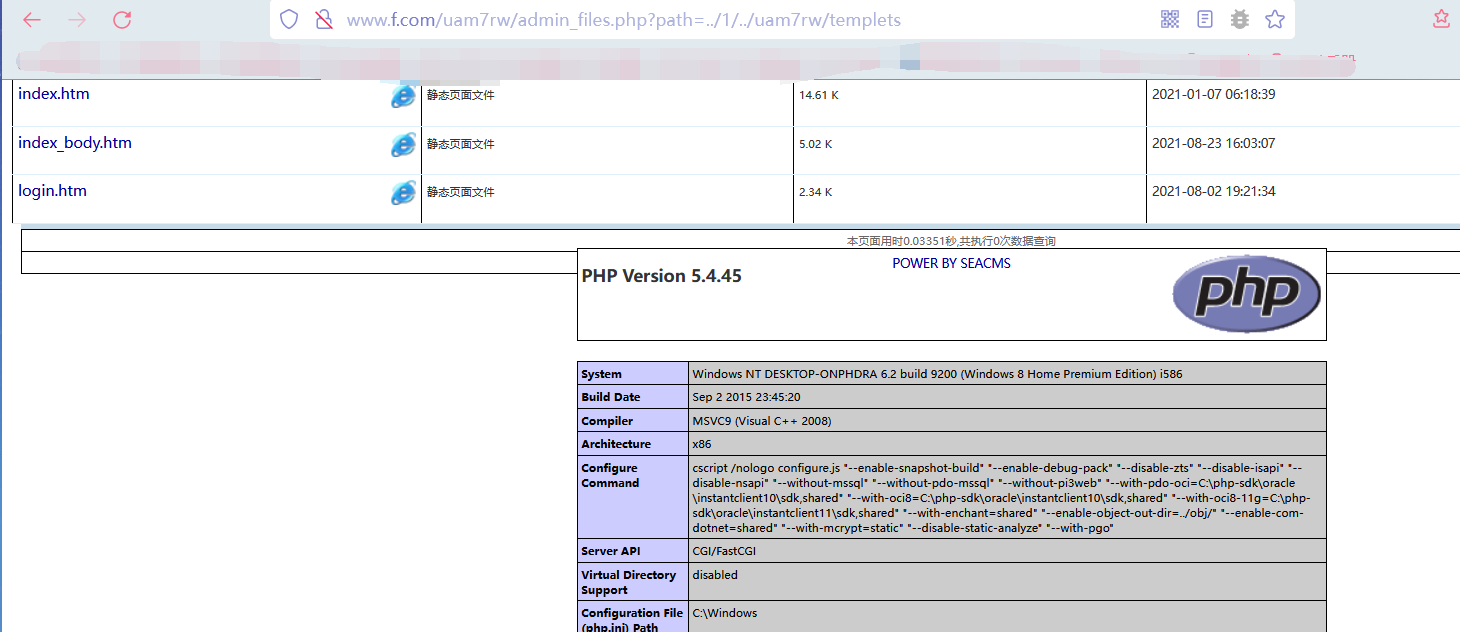 www.f.com/uam7rw/admin_files.php?path=../1/../uam7rw/templets
index.htm 静态页面文件 14.61 K 2021-01-07 06:18:39
index_body.htm 静态页面文件 5.02 K 2021-08-23 16:03:07
login.htm 静态页面文件 2.34 K 2021-08-02 19:21:34
本页面用时0.03351秒,共执行0次数据查询
POWER BY SEACMS
PHP Version 5.4.45
php
System Windows NT DESKTOP-ONPHDRA 6.2 build 9200 (Windows 8 Home Premium Edition) i586
Build Date Sep 2 2015 23:45:20
Compiler MSVC9 (Visual C++ 2008)
Architecture x86
Configure
Command
cscript /nologo configure.js "--enable-snapshot-build" "--enable-debug-pack" "--disable-zts" "--disable-isapi" "--
disable-nsapi" "--without-mssql" "--without-pdo-mssql" "--without-pi3web" "--with-pdo-oci=C:\php-sdk\oracle
\instantclient10\sdk,shared" "--with-oci8=C:\php-sdk\oracle\instantclient10\sdk,shared" "--with-oci8-11g=C:\php-
sdk\oracle\instantclient11\sdk,shared" "--with-enchant=shared" "--enable-object-out-dir=../obj/" "--enable-com-
dotnet=shared" "--with-mcrypt=static" "--disable-static-analyze" "--with-pgo"
Server API CGI/FastCGI
Virtual Directory
Support
disabled
Configuration File
(php.ini) Path
C:\Windows